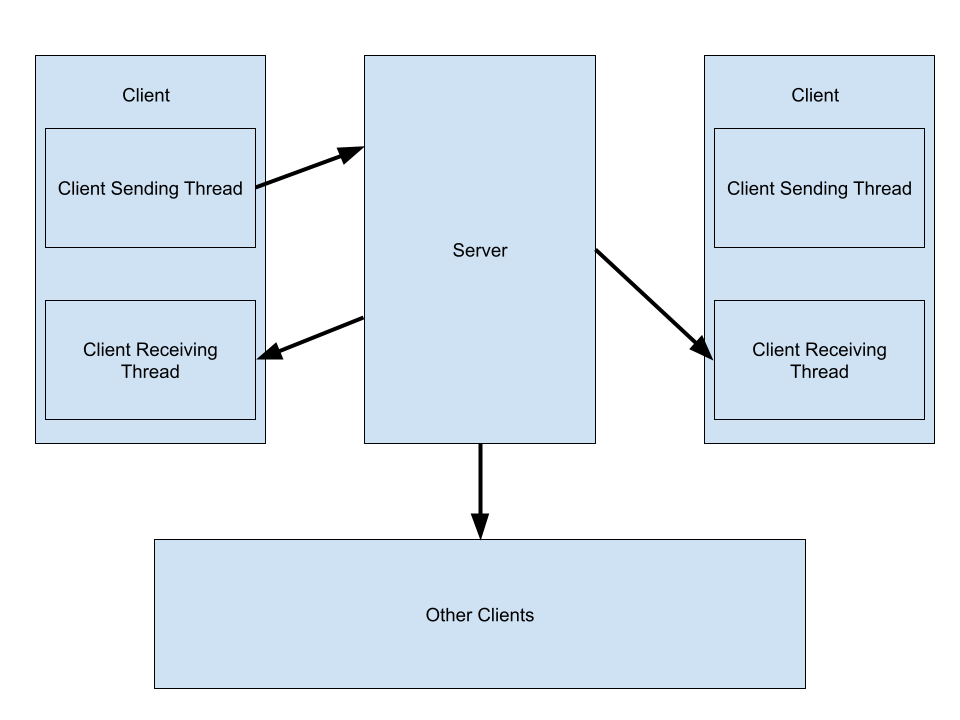 Client
Client Sending Thread
Client Receiving
Thread
Server
Client
Client Sending Thread
Client Receiving
Thread
Other Clients